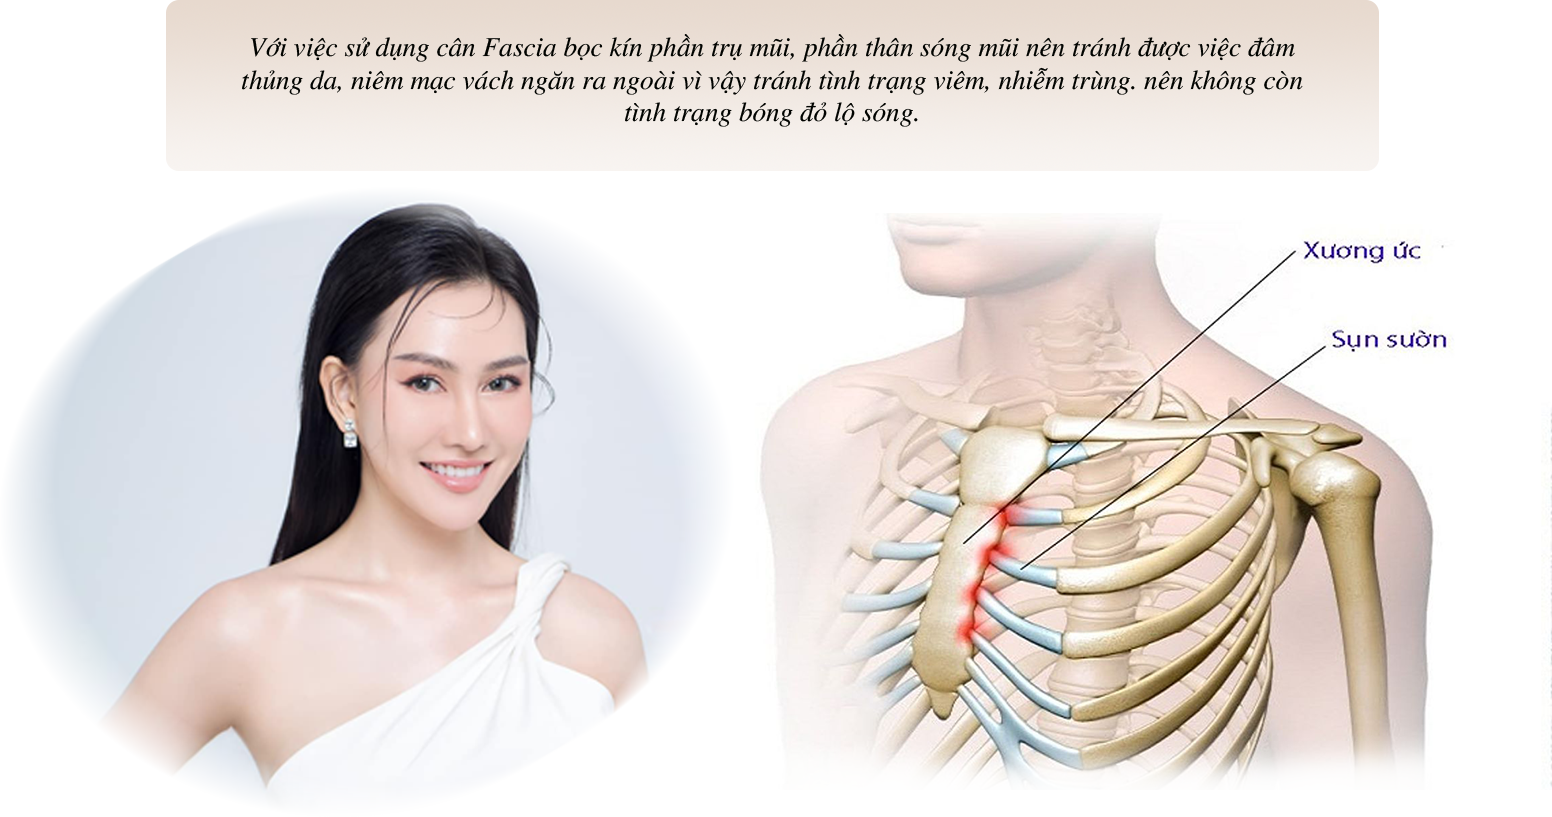 Với việc sử dụng cân Fascia bọc kín phần trụ mũi, phần thân sóng mũi nên tránh được việc đâm
thủng da, niêm mạc vách ngăn ra ngoài vì vậy tránh tình trạng viêm, nhiễm trùng. nên không còn
tình trạng bóng đỏ lộ sóng.
Xương ức
Sụn sườn